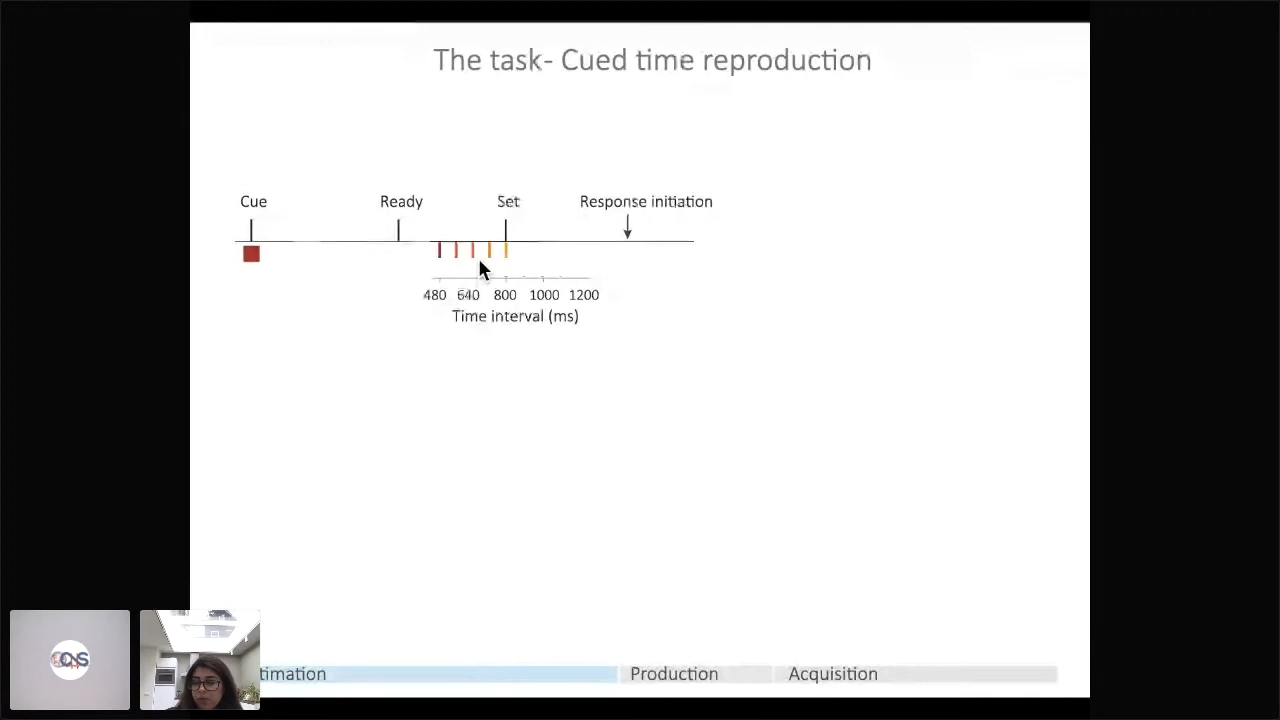 The task- Cued time reproduction
Cue Ready Set Response initiation
480 640 800 1000 1200
Time interval (ms)
timation Production Acquisition